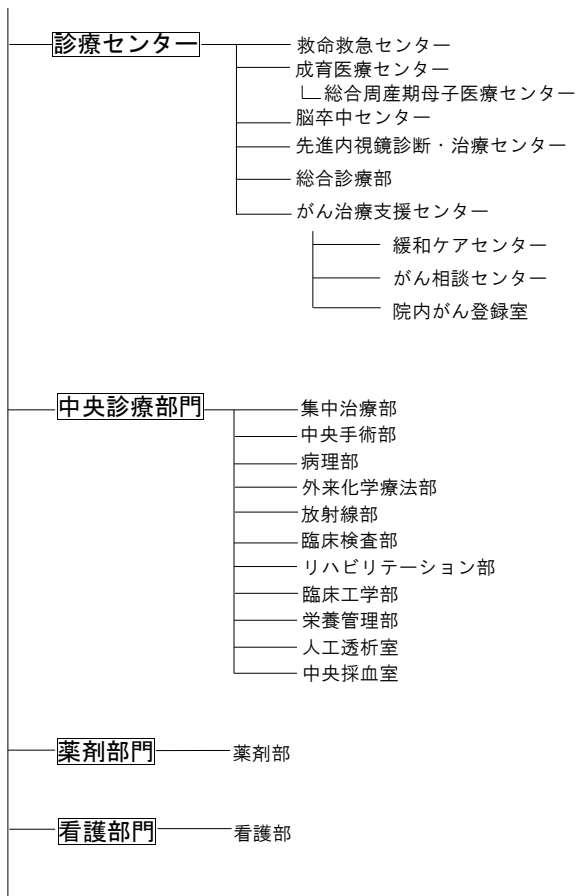 診療センター
救命救急センター
成育医療センター
総合周産期母子医療センター
脳卒中センター
先進内視鏡診断・治療センター
総合診療部
がん治療支援センター
緩和ケアセンター
がん相談センター
院内がん登録室
中央診療部門
集中治療部
中央手術部
病理部
外来化学療法部
放射線部
臨床検査部
リハビリテーション部
臨床工学部
栄養管理部
人工透析室
中央採血室
薬剤部門
薬剤部
看護部門
看護部